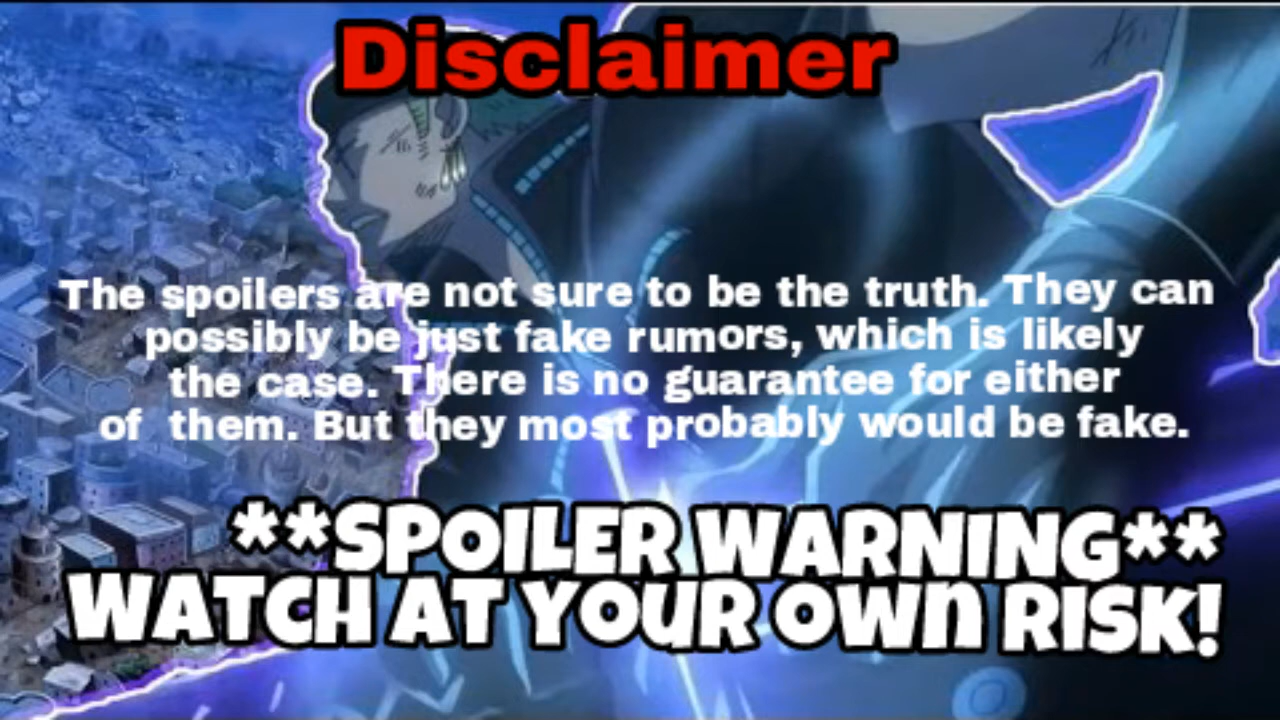 Disclaimer
The spoilers are not sure to be the truth. They can
possibly be just fake rumors, which is likely
the case. There is no guarantee for either
of them. But they most probably would be fake.
**SPOILER WARNING**
WATCH AT YOUR OWN RISK!